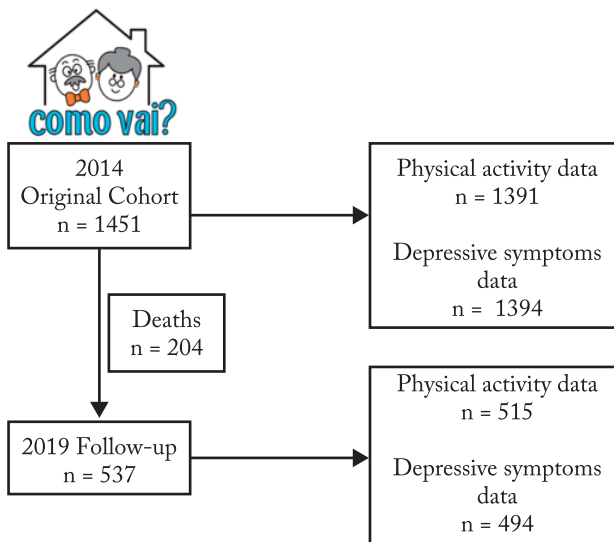 como vai?
2014
Original Cohort
n = 1451
Physical activity data
n = 1391
Depressive symptoms
data
n = 1394
Deaths
n = 204
2019 Follow-up
n = 537
Physical activity data
n = 515
Depressive symptoms
data
n = 494